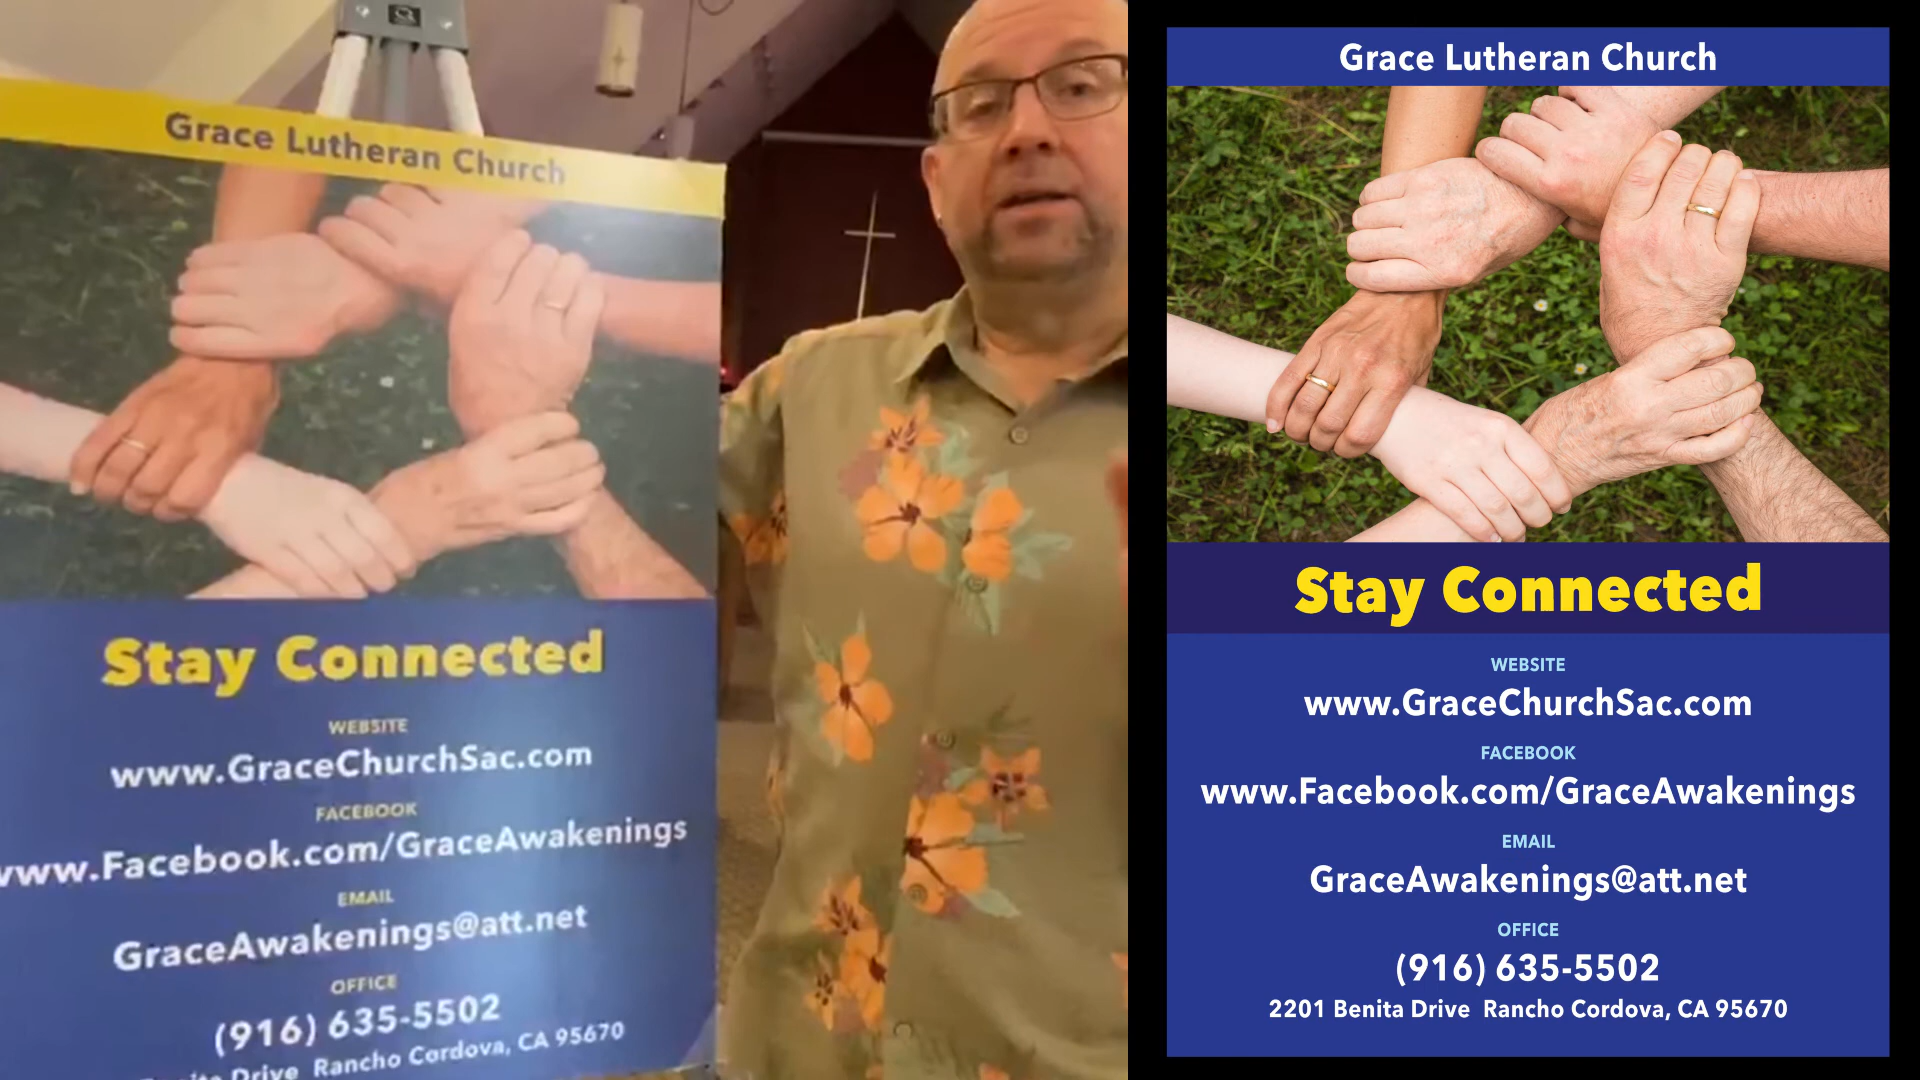 Grace Lutheran Church
Stay Connected
WEBSITE
www.GraceChurchSac.com
FACEBOOK
www.Facebook.com/GraceAwakenings
EMAIL
GraceAwakenings@att.net
OFFICE
(916) 635-5502
Benita Drive Rancho Cordova, CA 95670
Grace Lutheran Church
Stay Connected
WEBSITE
www.GraceChurchSac.com
FACEBOOK
www.Facebook.com/GraceAwakenings
EMAIL
GraceAwakenings@att.net
OFFICE
(916) 635-5502
2201 Benita Drive Rancho Cordova, CA 95670